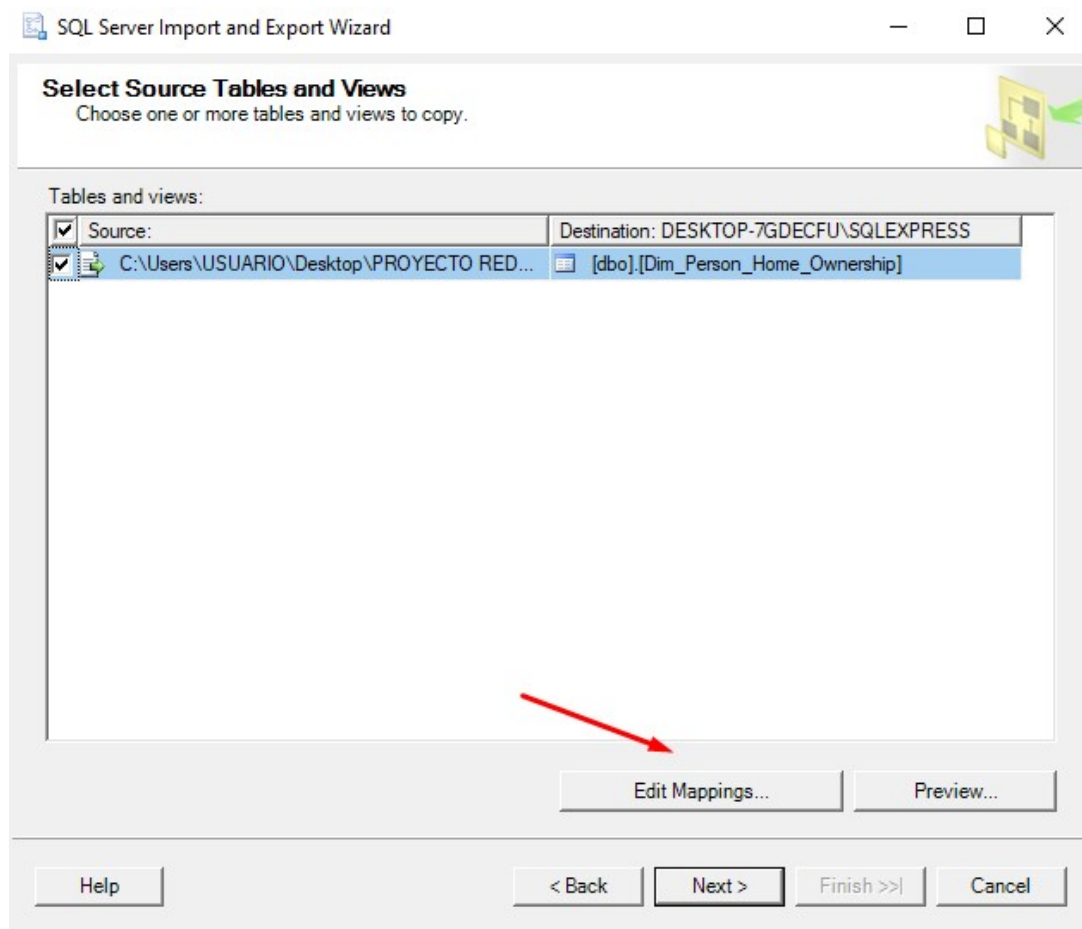 SQL Server Import and Export Wizard
Select Source Tables and Views
Choose one or more tables and views to copy.
Tables and views:
Source: Destination: DESKTOP-7GDECFU\SQLEXPRESS
C:\Users\USUARIO\Desktop\PROYECTO RED... [dbo].[Dim_Person_Home_Ownership]
Edit Mappings... Preview...
Help < Back Next > Finish >>| Cancel